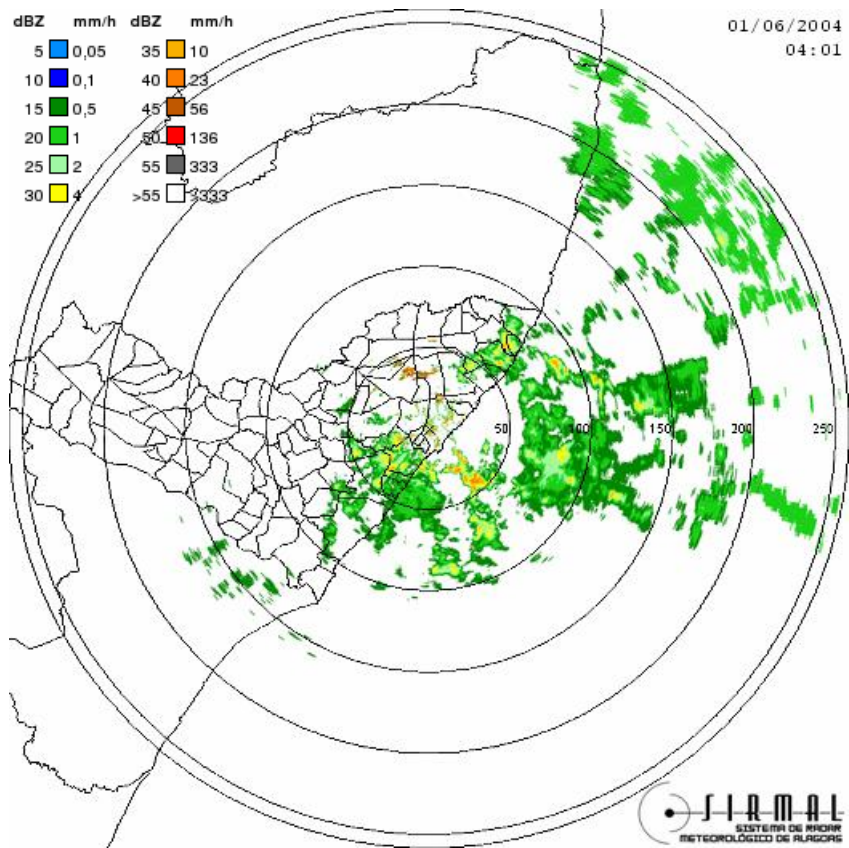 dBZ mm/h dBZ mm/h
5 0,05 35 10
10 0,1 40 23
15 0,5 45 56
20 1 50 136
25 2 55 333
30 4 >55 >333
01/06/2004
04:01
50 100 150 200 250
SIRMAL
SISTEMA DE RADAR
METEOROLÓGICO DE ALAGOAS